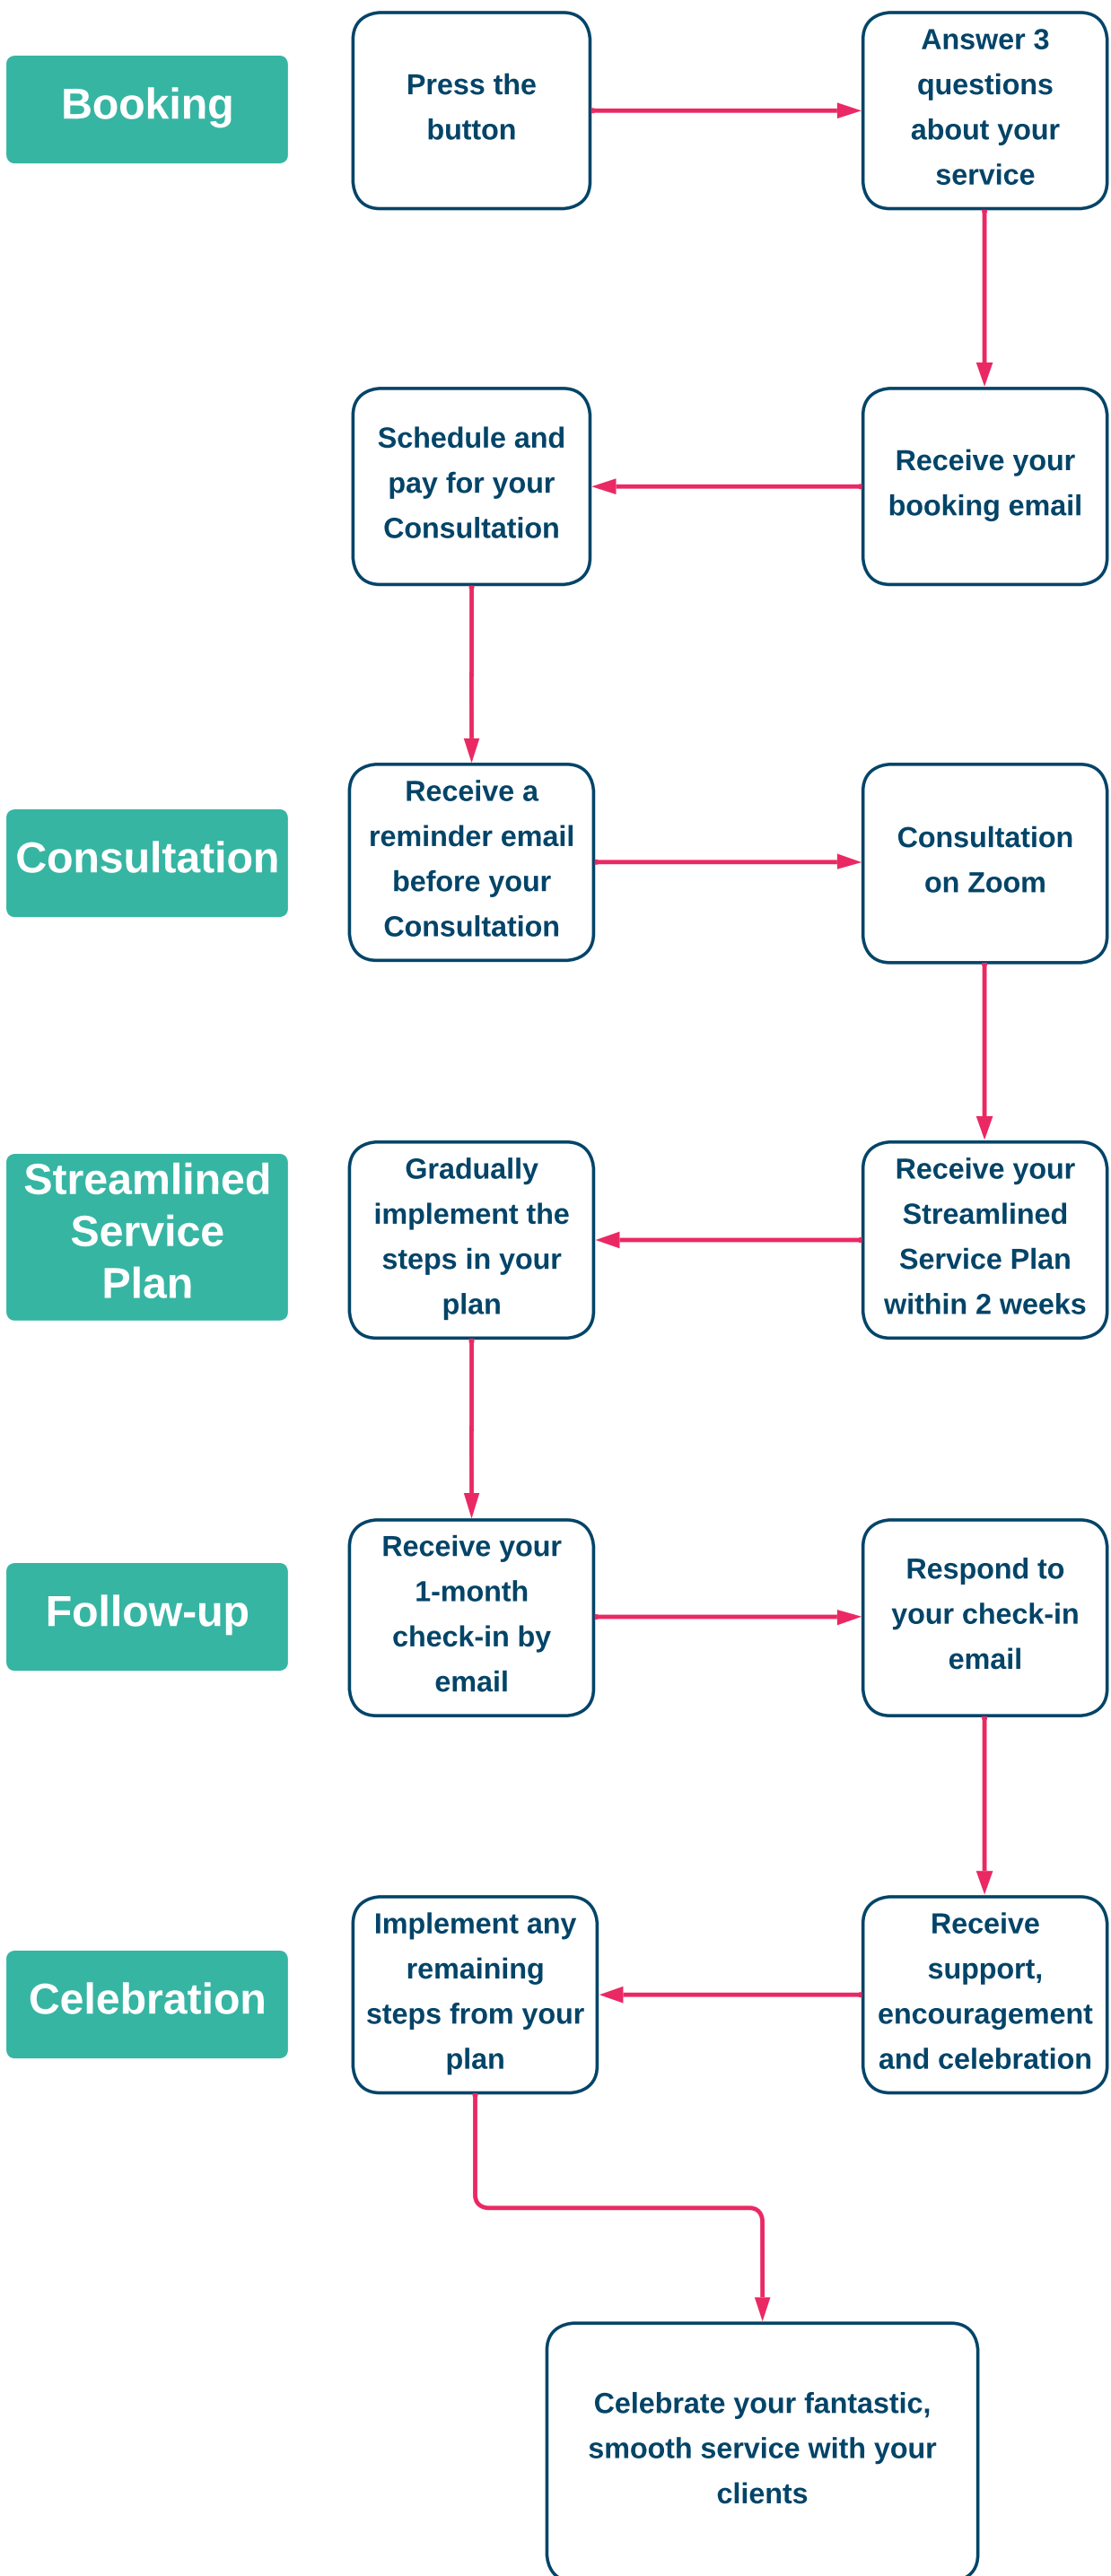 Booking
Press the
button
Answer 3
questions
about your
service
Receive your
booking email
Schedule and
pay for your
Consultation
Consultation
Receive a
reminder email
before your
Consultation
Consultation
on Zoom
Streamlined
Service
Plan
Receive your
Streamlined
Service Plan
within 2 weeks
Gradually
implement the
steps in your
plan
Follow-up
Receive your
1-month
check-in by
email
Respond to
your check-in
email
Celebration
Receive
support,
encouragement
and celebration
Implement any
remaining
steps from your
plan
Celebrate your fantastic,
smooth service with your
clients